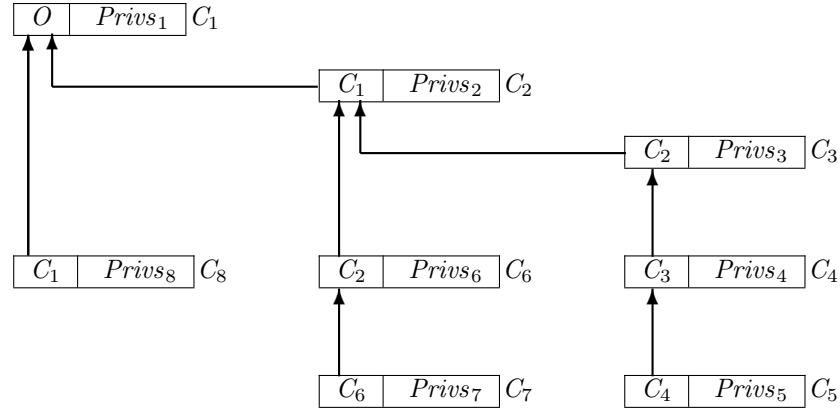 O Privs₁ C₁
C₁ Privs₂ C₂
C₂ Privs₃ C₃
C₁ Privs₈ C₈ C₂ Privs₆ C₆ C₃ Privs₄ C₄
C₆ Privs₇ C₇ C₄ Privs₅ C₅